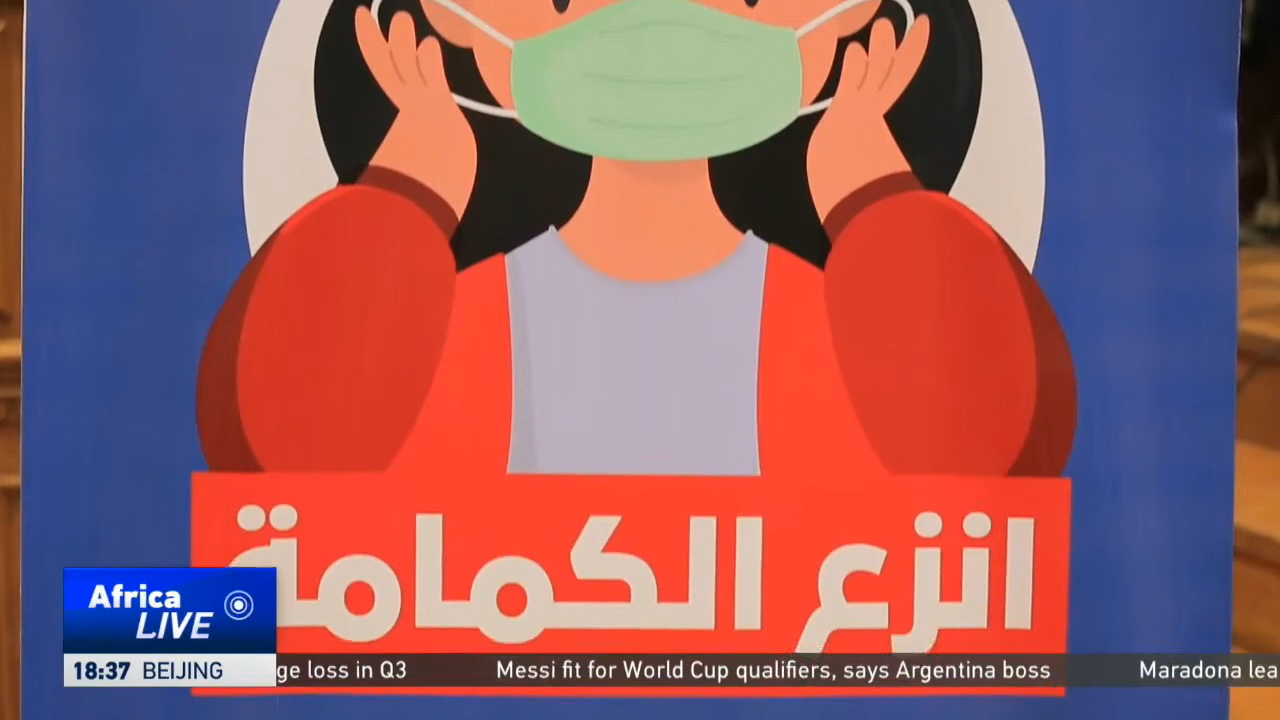 انزع الكمامة
Africa
LIVE
18:37 BEIJING
ge loss in Q3
Messi fit for World Cup qualifiers, says Argentina boss
Maradona lea